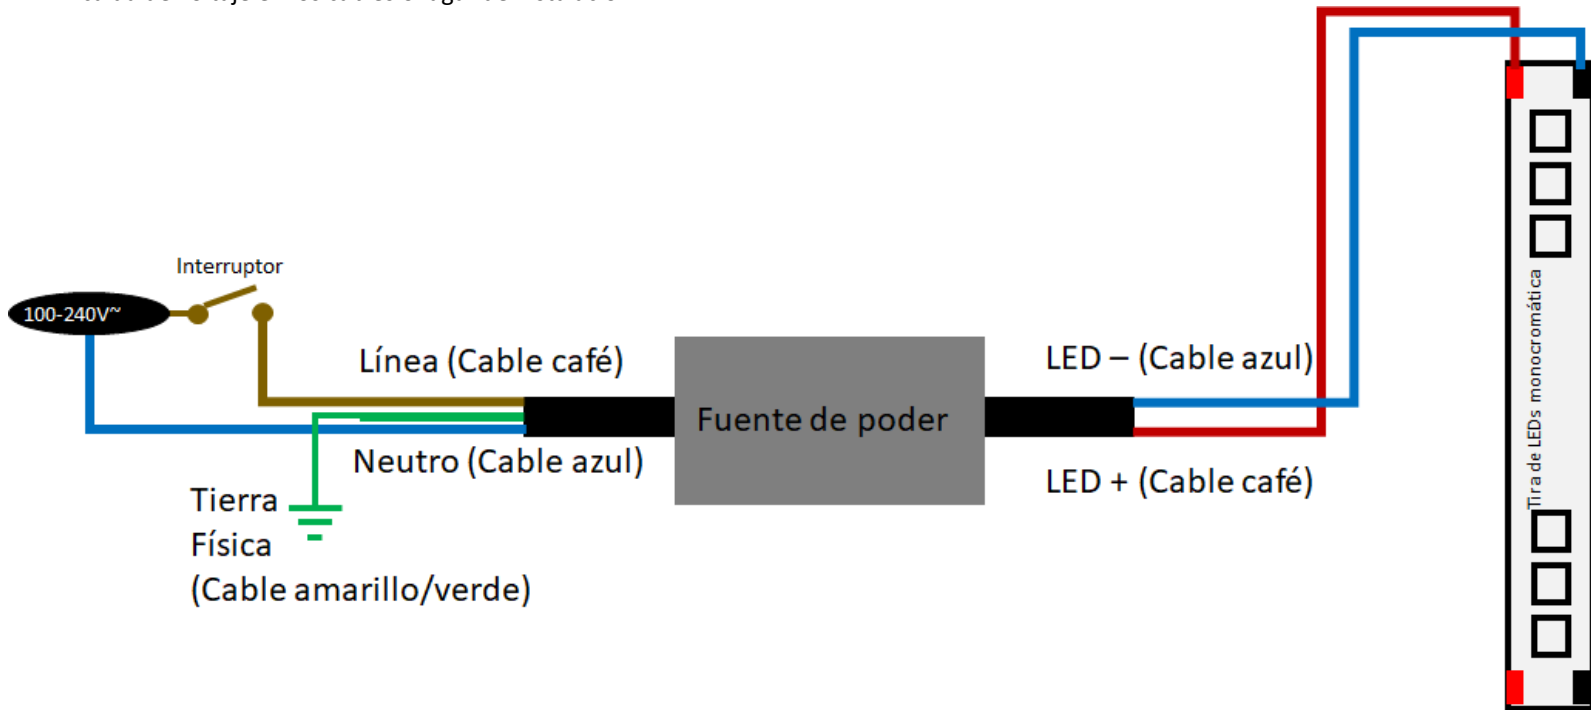 Interruptor
100-240V~
Línea (Cable café)
Neutro (Cable azul)
Tierra
Física
(Cable amarillo/verde)
Fuente de poder
LED – (Cable azul)
LED + (Cable café)
Tira de LEDs monocromática